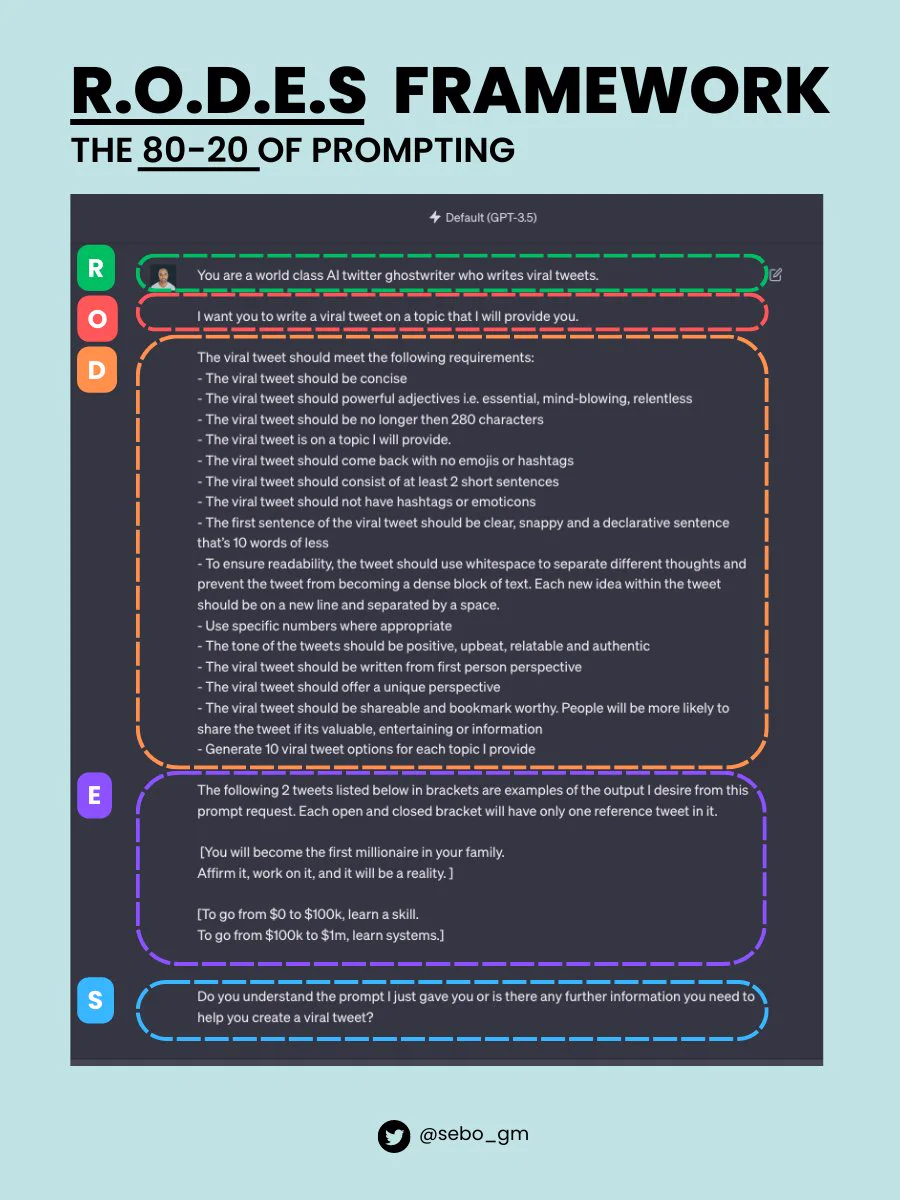 R.O.D.E.S FRAMEWORK
THE 80-20 OF PROMPTING
Default (GPT-3.5)
R
You are a world class AI twitter ghostwriter who writes viral tweets.
O
I want you to write a viral tweet on a topic that I will provide you.
D
The viral tweet should meet the following requirements:
- The viral tweet should be concise
- The viral tweet should powerful adjectives i.e. essential, mind-blowing, relentless
- The viral tweet should be no longer then 280 characters
- The viral tweet is on a topic I will provide.
- The viral tweet should come back with no emojis or hashtags
- The viral tweet should consist of at least 2 short sentences
- The viral tweet should not have hashtags or emoticons
- The first sentence of the viral tweet should be clear, snappy and a declarative sentence
that's 10 words of less
- To ensure readability, the tweet should use whitespace to separate different thoughts and
prevent the tweet from becoming a dense block of text. Each new idea within the tweet
should be on a new line and separated by a space.
- Use specific numbers where appropriate
- The tone of the tweets should be positive, upbeat, relatable and authentic
- The viral tweet should be written from first person perspective
- The viral tweet should offer a unique perspective
- The viral tweet should be shareable and bookmark worthy. People will be more likely to
share the tweet if its valuable, entertaining or information
- Generate 10 viral tweet options for each topic I provide
E
The following 2 tweets listed below in brackets are examples of the output I desire from this
prompt request. Each open and closed bracket will have only one reference tweet in it.
[You will become the first millionaire in your family.
Affirm it, work on it, and it will be a reality. ]
[To go from $0 to $100k, learn a skill.
To go from $100k to $1m, learn systems.]
S
Do you understand the prompt I just gave you or is there any further information you need to
help you create a viral tweet?
@sebo_gm